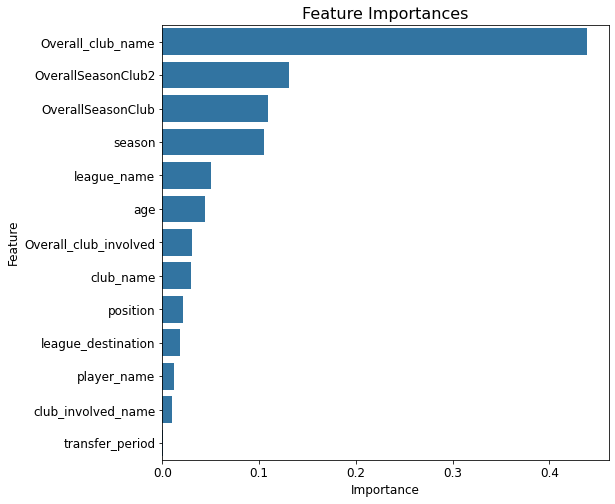 Feature Importances
Feature
Overall_club_name
OverallSeasonClub2
OverallSeasonClub
season
league_name
age
Overall_club_involved
club_name
position
league_destination
player_name
club_involved_name
transfer_period
0.0 0.1 0.2 0.3 0.4
Importance